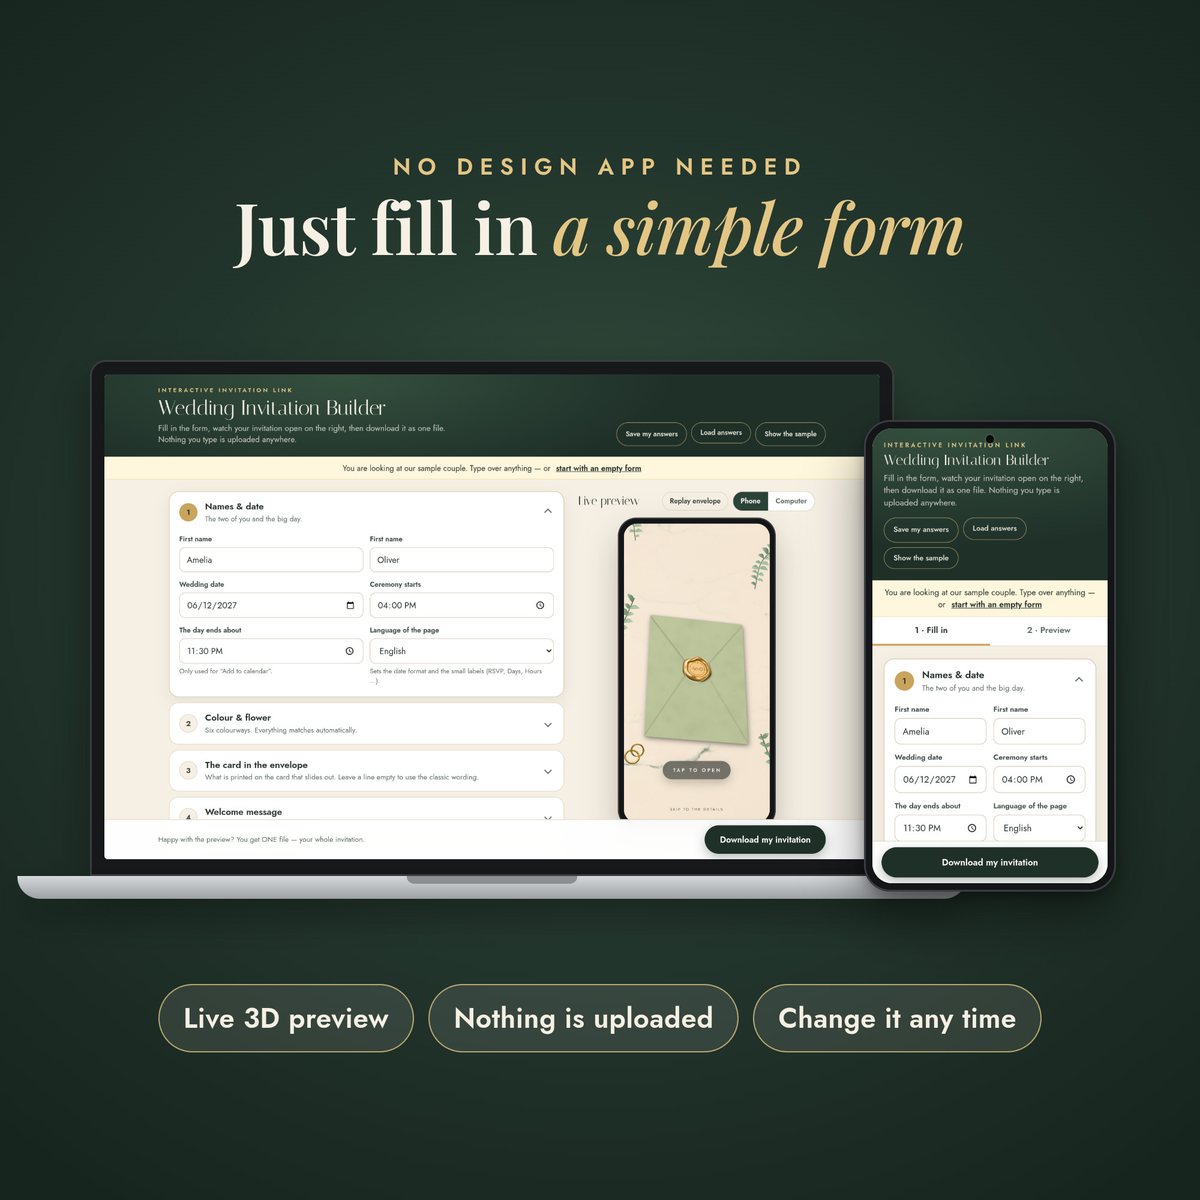 NO DESIGN APP NEEDED
Just fill in a simple form
INTERACTIVE INVITATION LINK
Wedding Invitation Builder
Fill in the form, watch your invitation open on the right, then download it as one file.
Nothing you type is uploaded anywhere.
Save my answers
Load answers
Show the sample
You are looking at our sample couple. Type over anything — or start with an empty form
1
Names & date
The two of you and the big day.
First name
First name
Amelia
Oliver
Wedding date
Ceremony starts
06/12/2027
04:00 PM
The day ends about
Language of the page
11:30 PM
English
Only used for "Add to calendar".
Sets the date format and the small labels (RSVP, Days, Hours
...).
2
Colour & flower
Six colourways. Everything matches automatically.
3
The card in the envelope
What is printed on the card that slides out. Leave a line empty to use the classic wording.
4
Welcome message
Live preview
Replay envelope
Phone
Computer
TAP TO OPEN
SKIP TO THE DETAILS
Happy with the preview? You get ONE file — your whole invitation.
Download my invitation
INTERACTIVE INVITATION LINK
Wedding Invitation Builder
Fill in the form, watch your invitation open on the right,
then download it as one file. Nothing you type is
uploaded anywhere.
Save my answers
Load answers
Show the sample
You are looking at our sample couple. Type over anything —
or start with an empty form
1 · Fill in
2 · Preview
1
Names & date
The two of you and the big day.
First name
First name
Amelia
Oliver
Wedding date
Ceremony starts
06/12/2027
04:00 PM
The day ends about
Language of the page
11:30 PM
English
Download my invitation
Live 3D preview
Nothing is uploaded
Change it any time